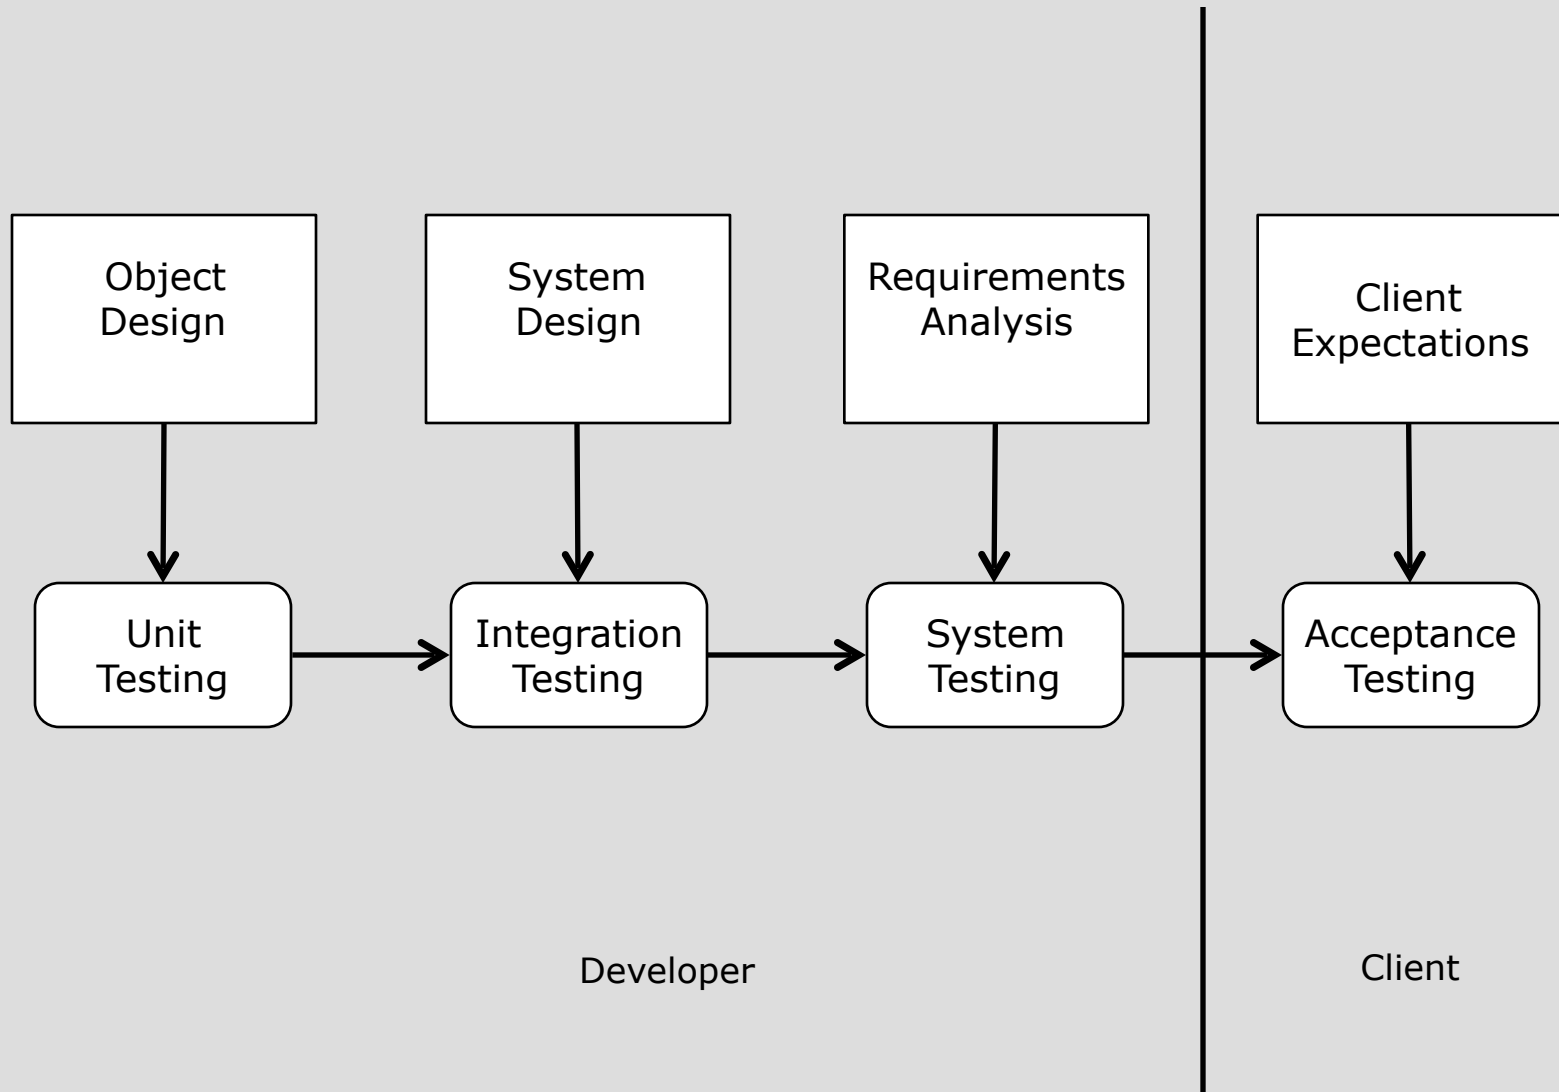 Object
Design
System
Design
Requirements
Analysis
Client
Expectations
Unit
Testing
Integration
Testing
System
Testing
Acceptance
Testing
Developer
Client